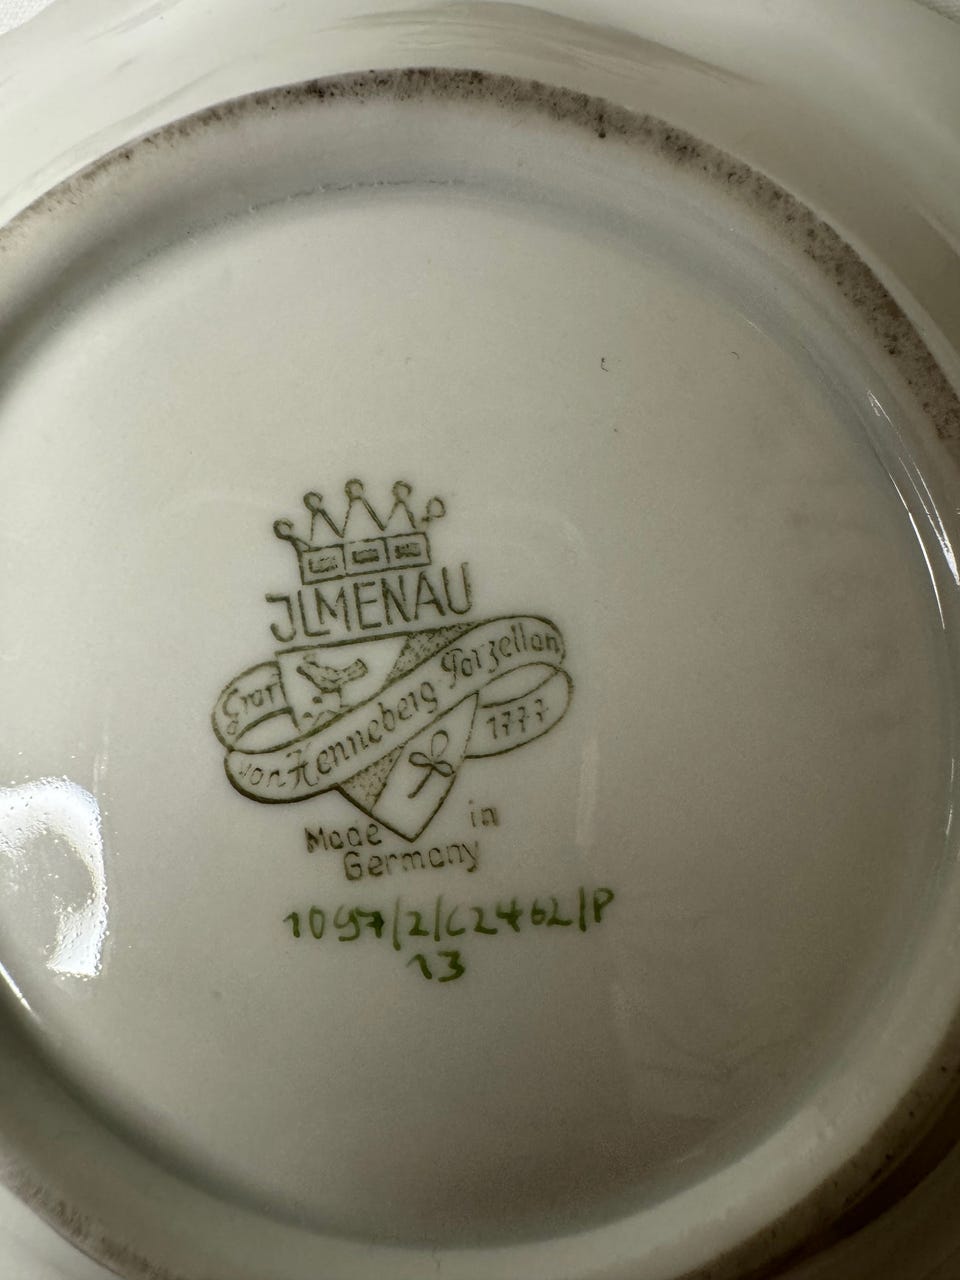 JLMENAU
Graf
von Henneberg Porzellan
1777
Made in
Germany
1097/2/C2462/P
13